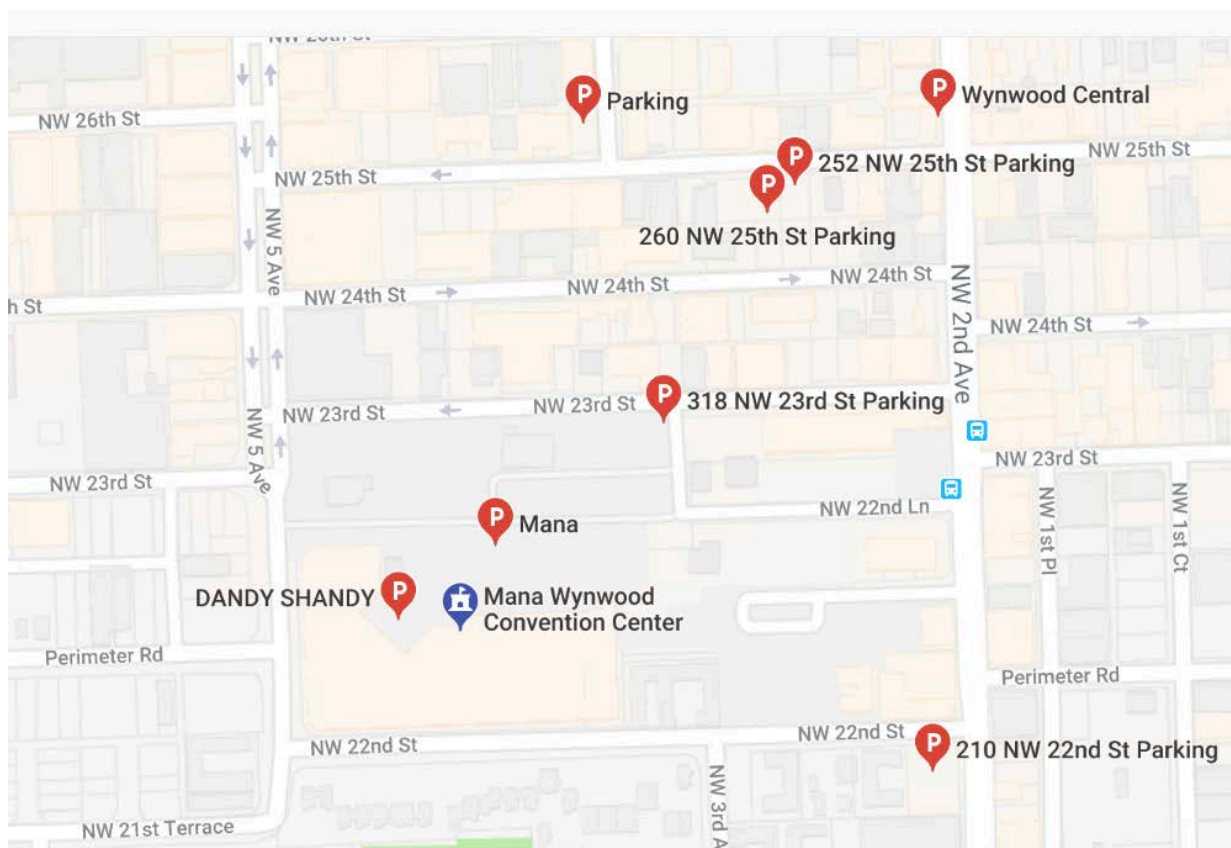 NW 26th St
Parking
Wynwood Central
NW 26th St
NW 25th St
252 NW 25th St Parking
NW 25th St
260 NW 25th St Parking
NW 5 Ave
NW 24th St
NW 24th St
NW 24th St
NW 2nd Ave
h St
NW 24th St
318 NW 23rd St Parking
NW 23rd St
NW 23rd St
NW 5 Ave
NW 23rd St
NW 23rd St
NW 22nd Ln
NW 1st Pl
NW 1st Ct
Mana
DANDY SHANDY
Mana Wynwood
Convention Center
Perimeter Rd
Perimeter Rd
NW 22nd St
NW 22nd St
210 NW 22nd St Parking
NW 3rd A
NW 21st Terrace
P
P
P
P
P
P
P
P